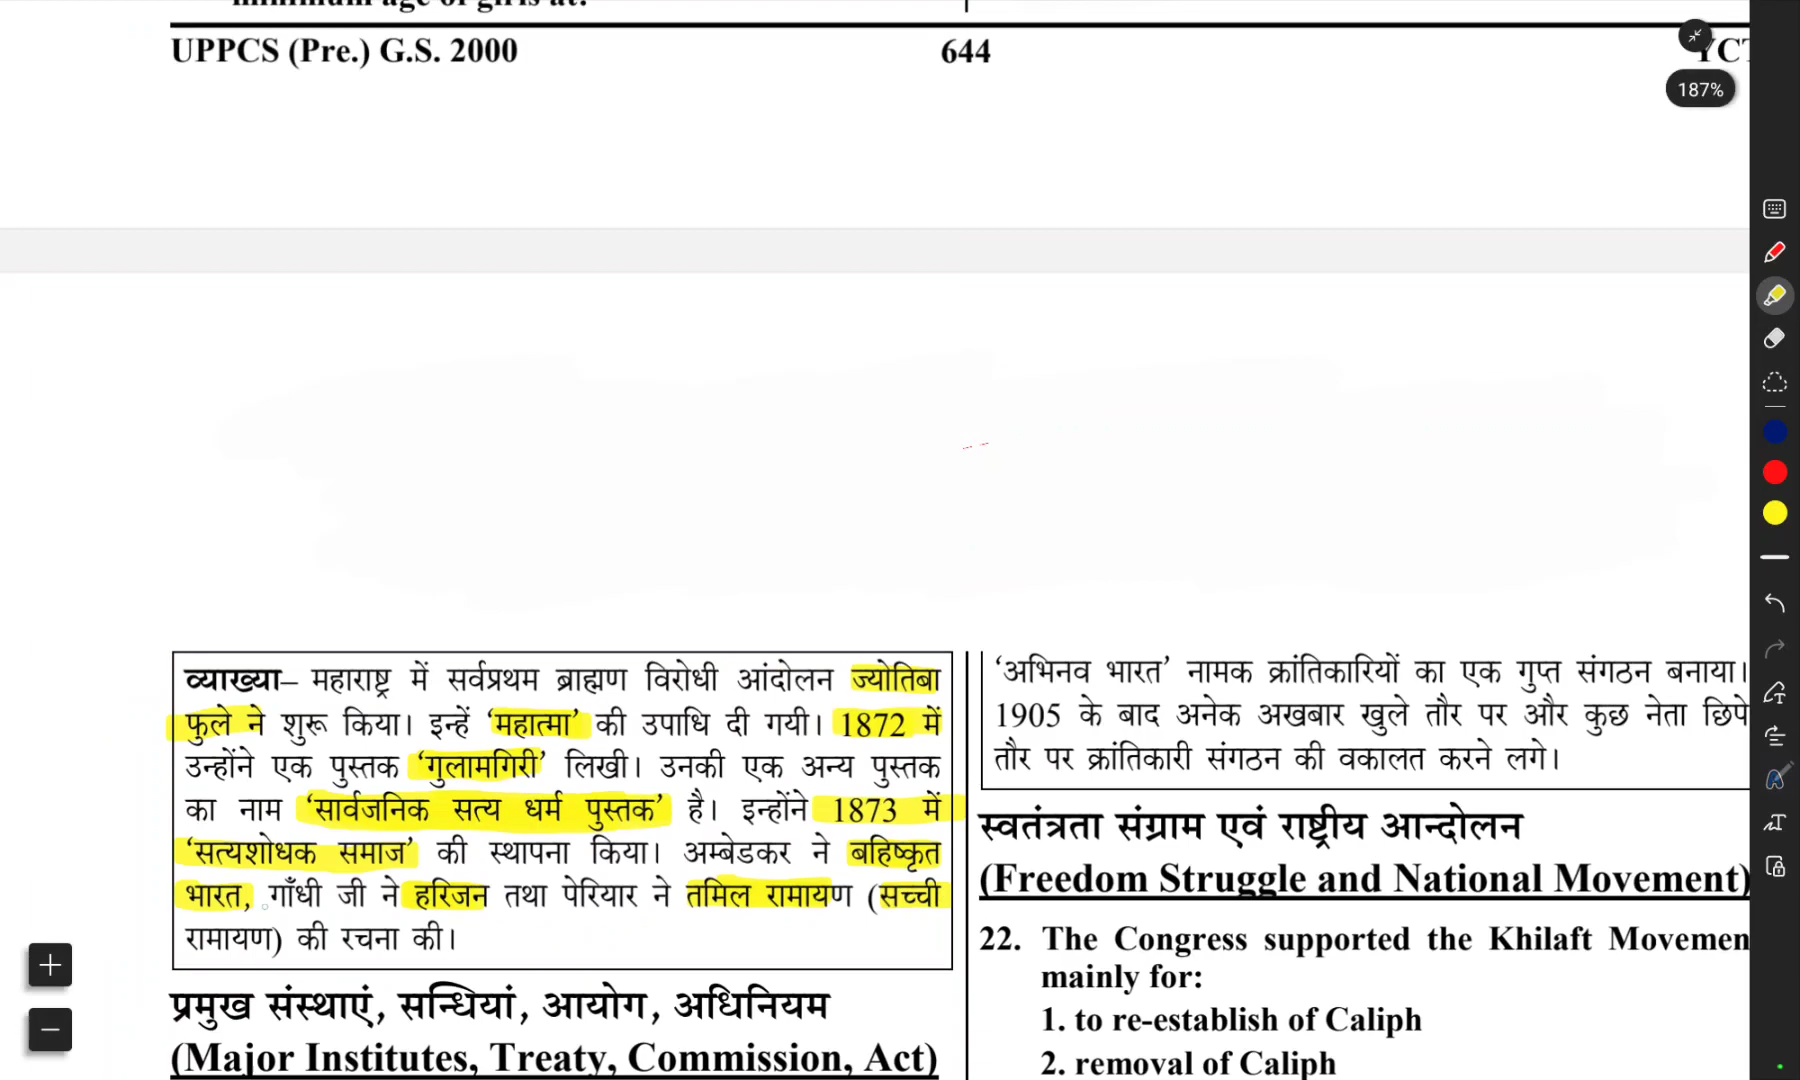 UPPCS (Pre.) G.S. 2000
644
187%
व्याख्या– महाराष्ट्र में सर्वप्रथम ब्राह्मण विरोधी आंदोलन ज्योतिबा
फुले ने शुरू किया। इन्हें ‘महात्मा’ की उपाधि दी गयी। 1872 में
उन्होंने एक पुस्तक ‘गुलामगिरी’ लिखी। उनकी एक अन्य पुस्तक
का नाम ‘सार्वजनिक सत्य धर्म पुस्तक’ है। इन्होंने 1873 में
‘सत्यशोधक समाज’ की स्थापना किया। अम्बेडकर ने बहिष्कृत
भारत, गाँधी जी ने हरिजन तथा पेरियार ने तमिल रामायण (सच्ची
रामायण) की रचना की।
प्रमुख संस्थाएं, सन्धियां, आयोग, अधिनियम
(Major Institutes, Treaty, Commission, Act)
‘अभिनव भारत’ नामक क्रांतिकारियों का एक गुप्त संगठन बनाया।
1905 के बाद अनेक अखबार खुले तौर पर और कुछ नेता छिपे
तौर पर क्रांतिकारी संगठन की वकालत करने लगे।
स्वतंत्रता संग्राम एवं राष्ट्रीय आन्दोलन
(Freedom Struggle and National Movement)
22. The Congress supported the Khilaft Movemen
mainly for:
1. to re-establish of Caliph
2. removal of Caliph